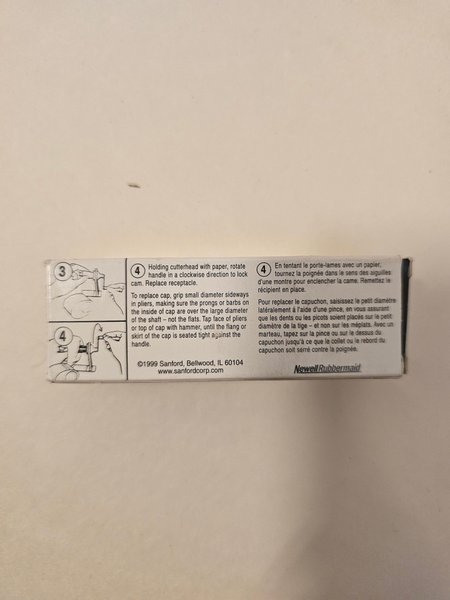 3
4
4 Holding cutterhead with paper, rotate
handle in a clockwise direction to lock
cam. Replace receptacle.
To replace cap, grip small diameter sideways
in pliers, making sure the prongs or barbs on
the inside of cap are over the large diameter
of the shaft – not the flats. Tap face of pliers
or top of cap with hammer, until the flang or
skirt of the cap is seated tight against the
handle.
©1999 Sanford, Bellwood, IL 60104
www.sanfordcorp.com
4 En tentant le porte-lames avec un papier,
tournez la poignée dans le sens des aiguilles
d'une montre pour enclencher la came. Remettez le
récipient en place.
Pour replacer le capuchon, saisissez le petit diamètre
latéralement à l'aide d'une pince, en vous assurant
que les dents ou les picots soient placés sur le petit
diamètre de la tige – et non sur les méplats. Avec un
marteau, tapez sur la pince ou sur le dessus du
capuchon jusqu'à ce que le collet ou le rebord du
capuchon soit serré contre la poignée.
NewellRubbermaid